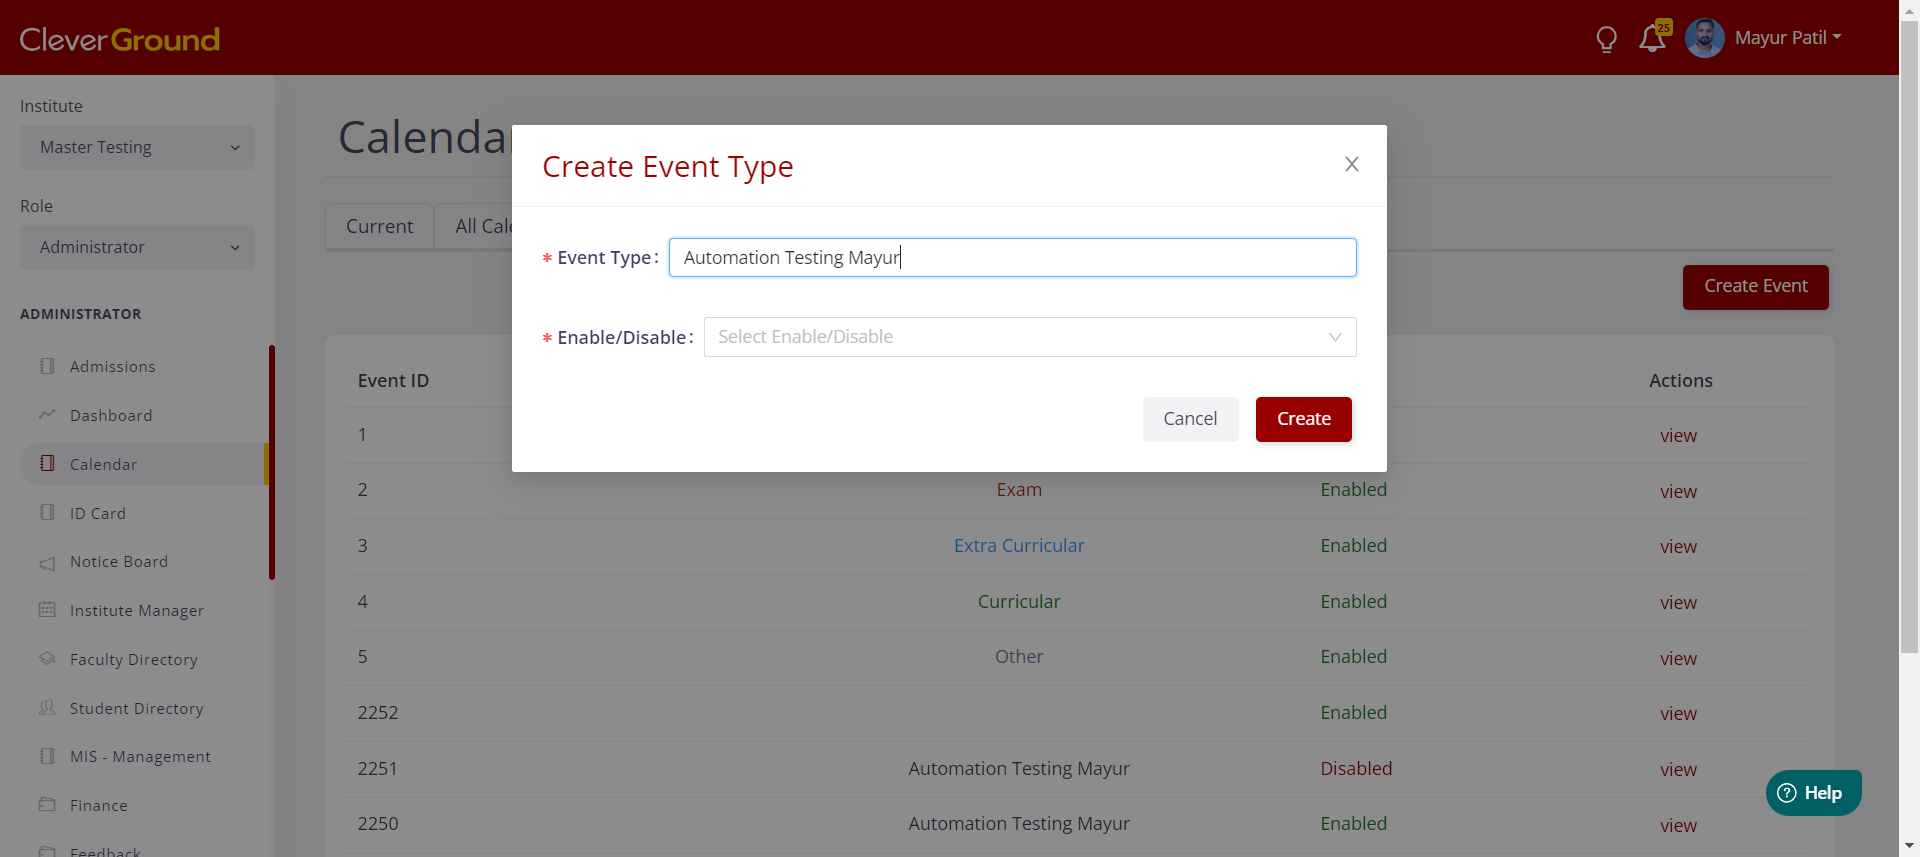 CleverGround
25
Mayur Patil
Institute
Master Testing
Role
Administrator
ADMINISTRATOR
Admissions
Dashboard
Calendar
ID Card
Notice Board
Institute Manager
Faculty Directory
Student Directory
MIS - Management
Finance
Feedback
Calenda
Current
All Cale
Create Event
Create Event Type
* Event Type :
Automation Testing Mayur
* Enable/Disable :
Select Enable/Disable
Cancel
Create
Event ID
Actions
1
view
2
Exam
Enabled
view
3
Extra Curricular
Enabled
view
4
Curricular
Enabled
view
5
Other
Enabled
view
2252
Enabled
view
2251
Automation Testing Mayur
Disabled
view
2250
Automation Testing Mayur
Enabled
view
Help